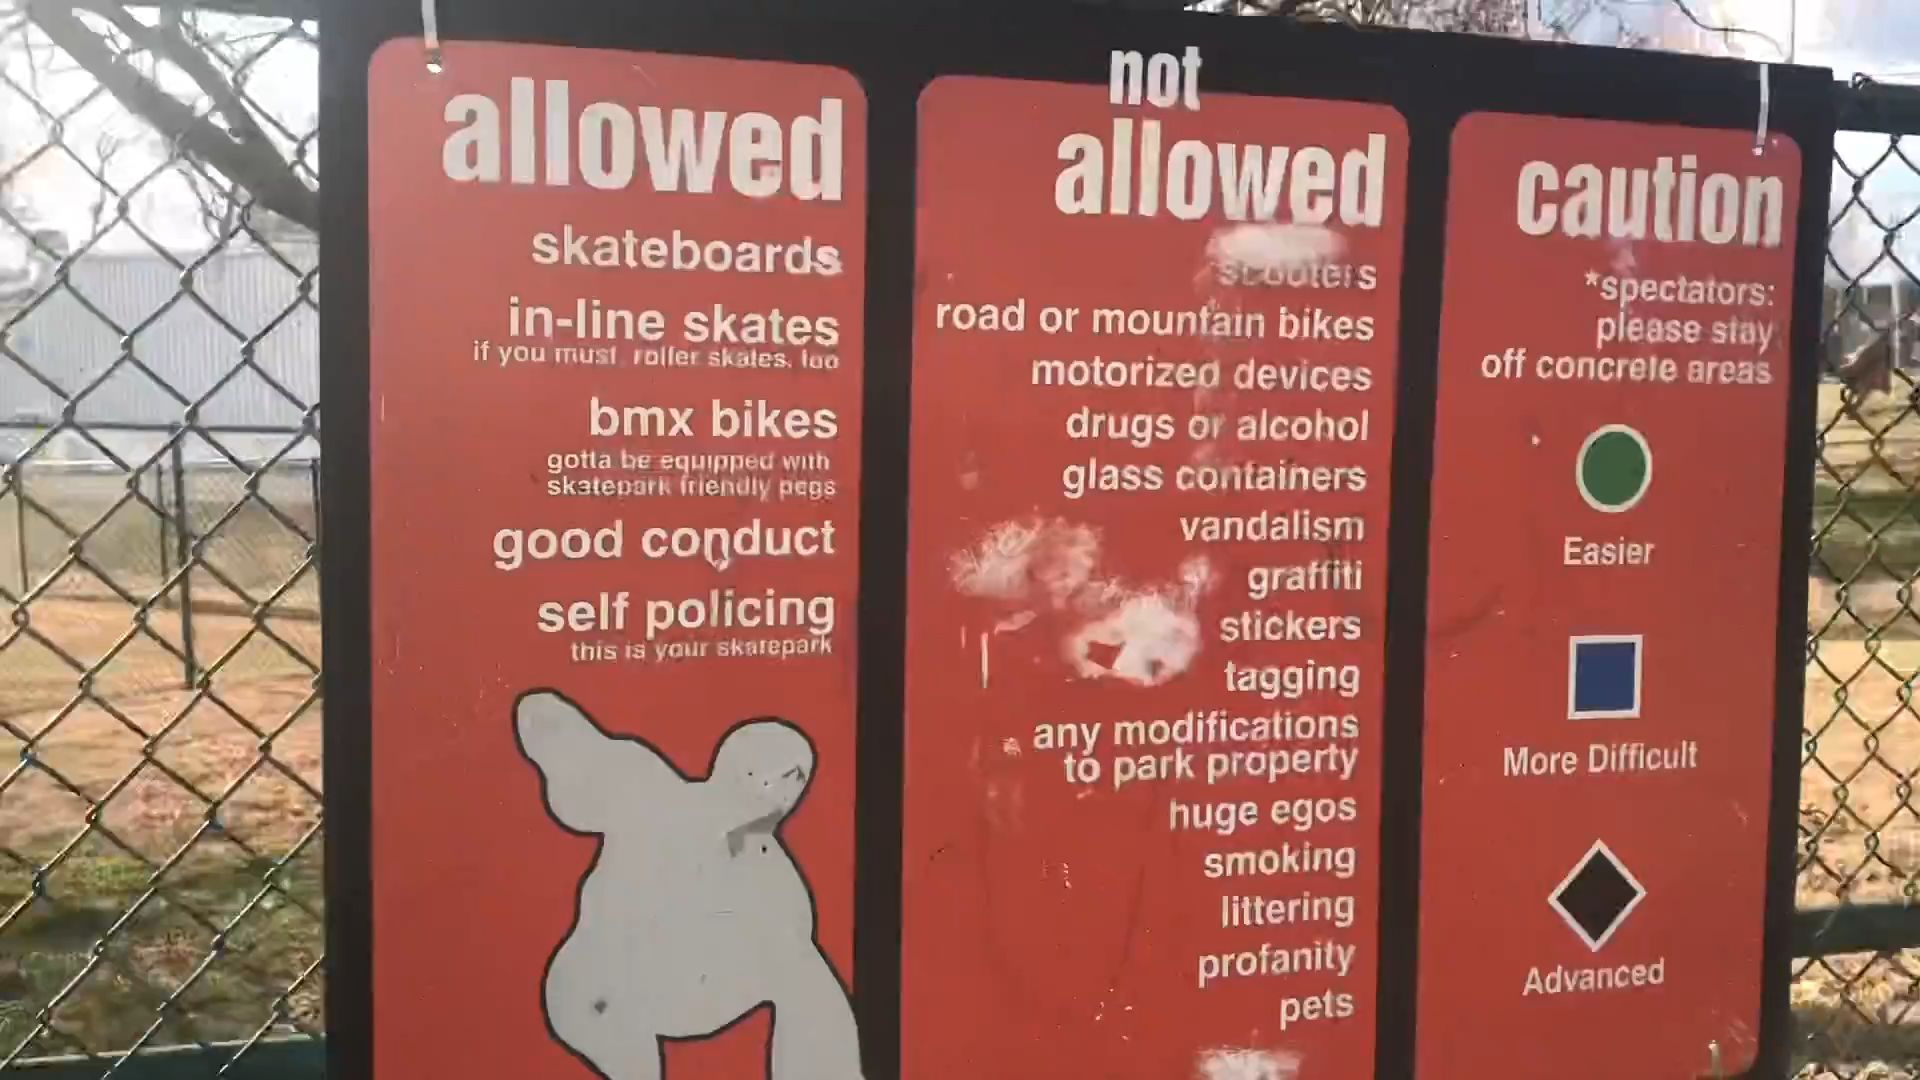 allowed
skateboards
in-line skates
if you must, roller skates, too
bmx bikes
gotta be equipped with
skatepark friendly pegs
good conduct
self policing
this is your skatepark
not
allowed
scooters
road or mountain bikes
motorized devices
drugs or alcohol
glass containers
vandalism
graffiti
stickers
tagging
any modifications
to park property
huge egos
smoking
littering
profanity
pets
caution
*spectators:
please stay
off concrete areas
Easier
More Difficult
Advanced